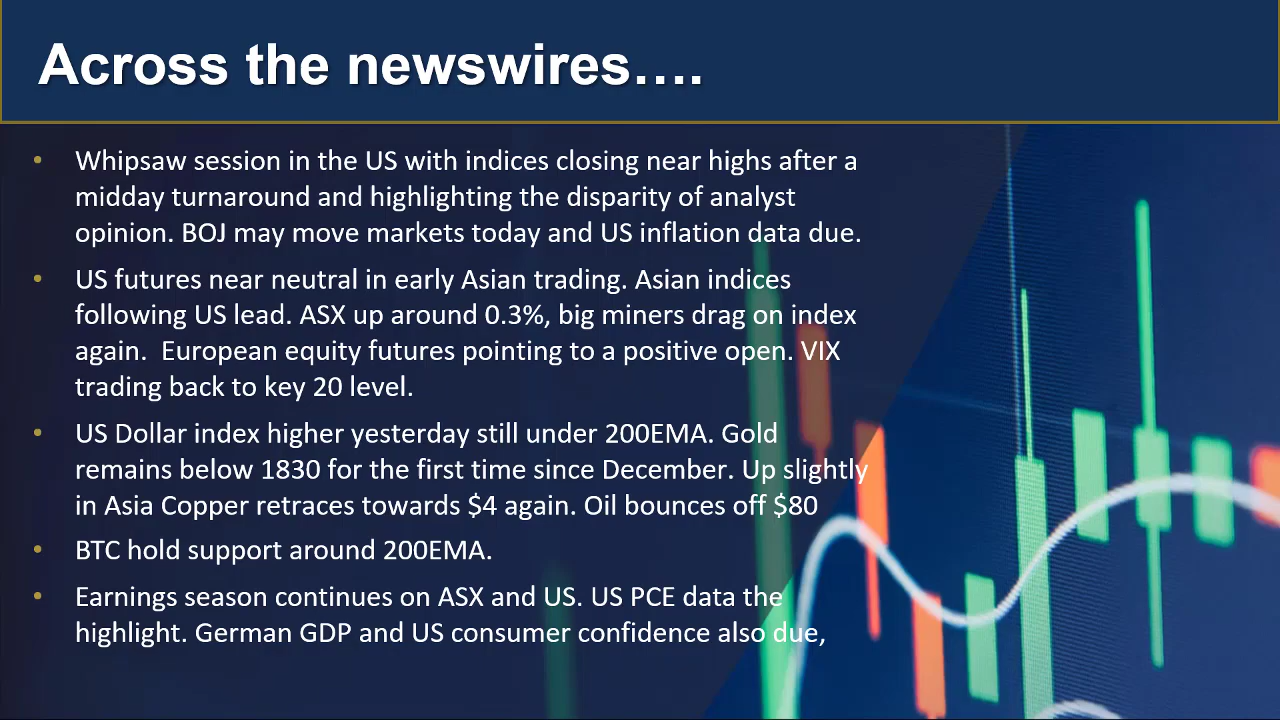 Across the newswires….
• Whipsaw session in the US with indices closing near highs after a
midday turnaround and highlighting the disparity of analyst
opinion. BOJ may move markets today and US inflation data due.
• US futures near neutral in early Asian trading. Asian indices
following US lead. ASX up around 0.3%, big miners drag on index
again.  European equity futures pointing to a positive open. VIX
trading back to key 20 level.
• US Dollar index higher yesterday still under 200EMA. Gold
remains below 1830 for the first time since December. Up slightly
in Asia Copper retraces towards $4 again. Oil bounces off $80
• BTC hold support around 200EMA.
• Earnings season continues on ASX and US. US PCE data the
highlight. German GDP and US consumer confidence also due,